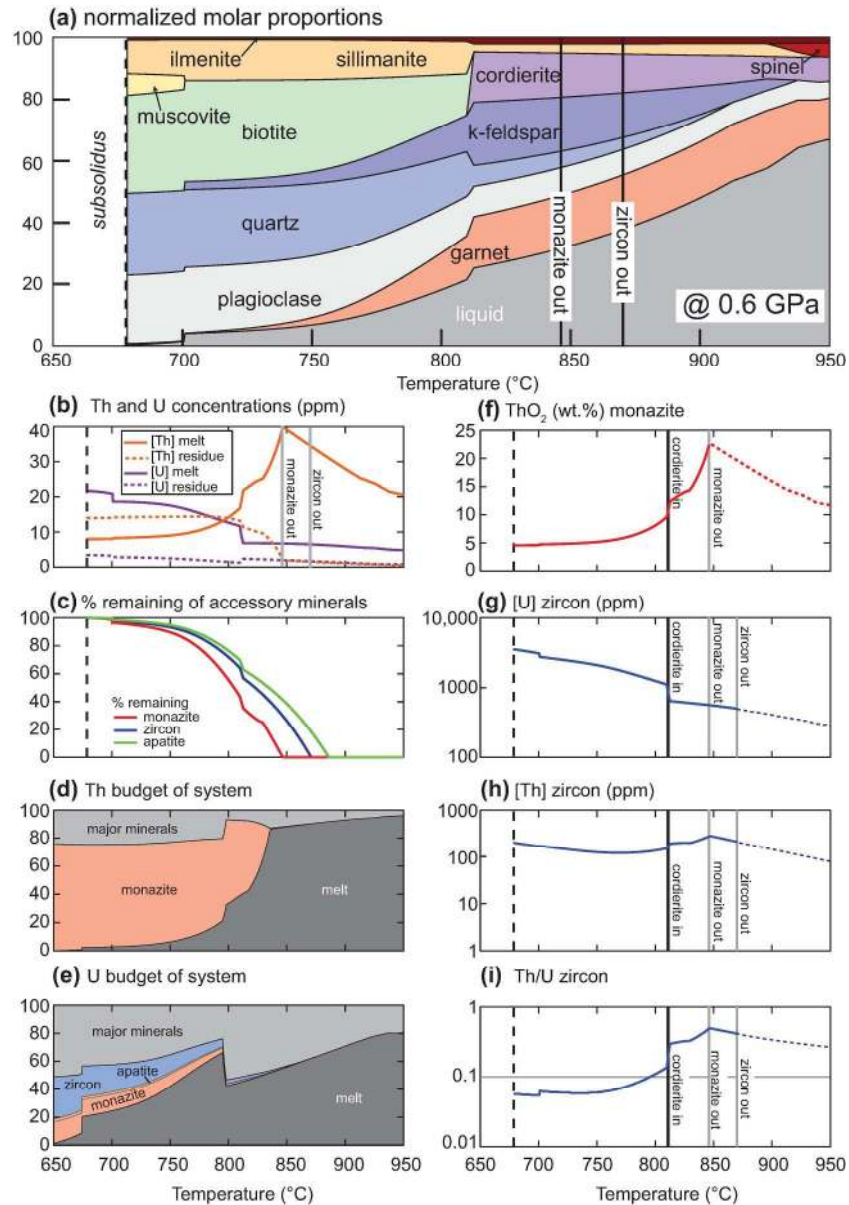 (a) normalized molar proportions
100
80
60
40
20
0
ilmenite
sillimanite
spinel
cordierite
muscovite
biotite
k-feldspar
subsolidus
quartz
monazite out
zircon out
garnet
plagioclase
liquid
@ 0.6 GPa
650
700
750
800
850
900
950
Temperature (°C)
(b) Th and U concentrations (ppm)
40
30
20
10
0
[Th] melt
[Th] residue
[U] melt
[U] residue
monazite out
zircon out
(c) % remaining of accessory minerals
100
80
60
40
20
0
% remaining
monazite
zircon
apatite
(d) Th budget of system
100
80
60
40
20
0
major minerals
monazite
melt
(e) U budget of system
100
80
60
40
20
0
major minerals
apatite
zircon
monazite
melt
650
700
750
800
850
900
950
Temperature (°C)
(f) ThO2 (wt.%) monazite
25
20
15
10
5
0
cordierite in
monazite out
(g) [U] zircon (ppm)
10,000
1000
100
cordierite in
monazite out
zircon out
(h) [Th] zircon (ppm)
1000
100
10
1
cordierite in
monazite out
zircon out
(i) Th/U zircon
1
0.1
0.01
cordierite in
monazite out
zircon out
650
700
750
800
850
900
950
Temperature (°C)